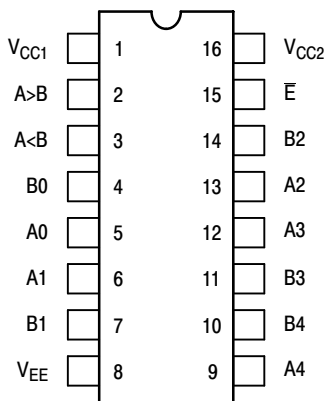 VCC1 1 16 VCC2
A>B 2 15 E̅
A<B 3 14 B2
B0 4 13 A2
A0 5 12 A3
A1 6 11 B3
B1 7 10 B4
VEE 8 9 A4